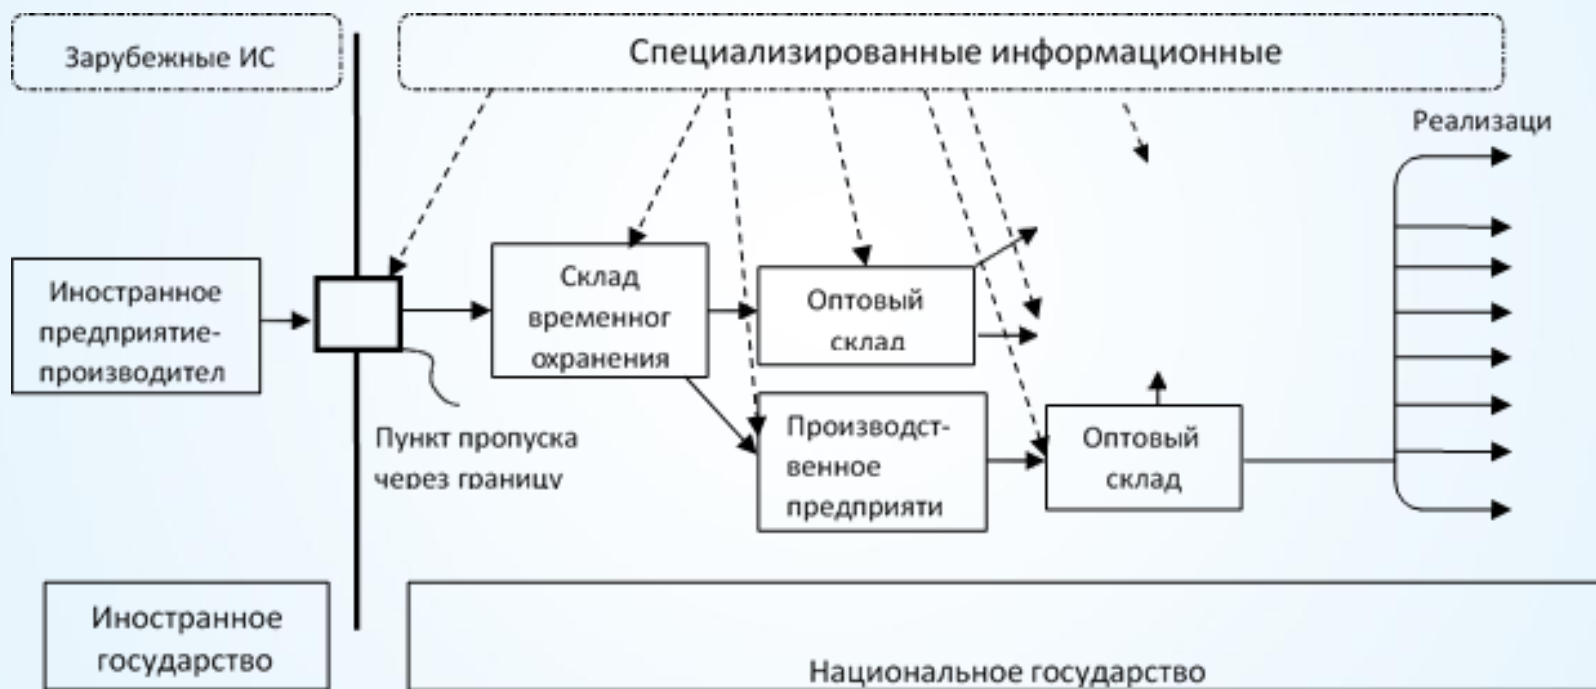 Зарубежные ИС
Специализированные информационные
Реализаци
Иностранное
предприятие-
производител
Склад
временног
охранения
Оптовый
склад
Пункт пропуска
через границу
Производст-
венное
предприяти
Оптовый
склад
Иностранное
государство
Национальное государство